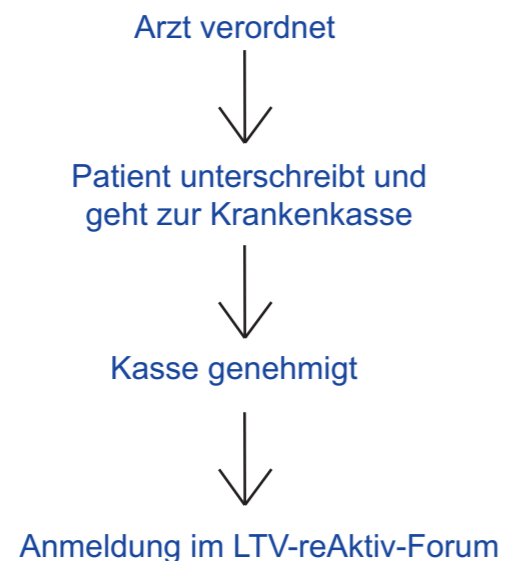 Arzt verordnet
Patient unterschreibt und
geht zur Krankenkasse
Kasse genehmigt
Anmeldung im LTV-reAktiv-Forum